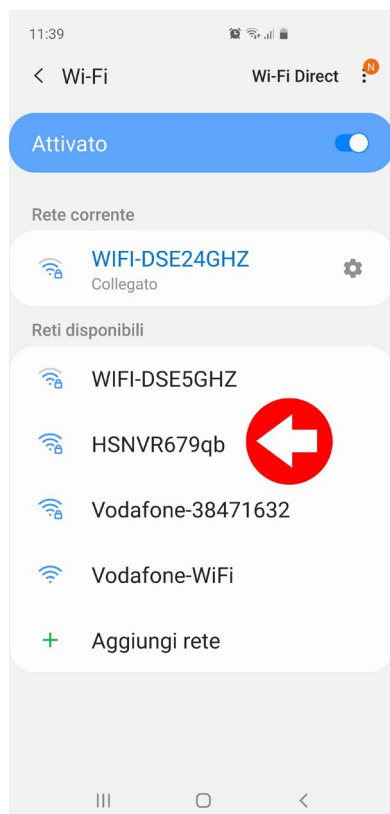 11:39
Wi-Fi Wi-Fi Direct N
Attivato
Rete corrente
WIFI-DSE24GHZ
Collegato
Reti disponibili
WIFI-DSE5GHZ
HSNVR679qb
Vodafone-38471632
Vodafone-WiFi
Aggiungi rete